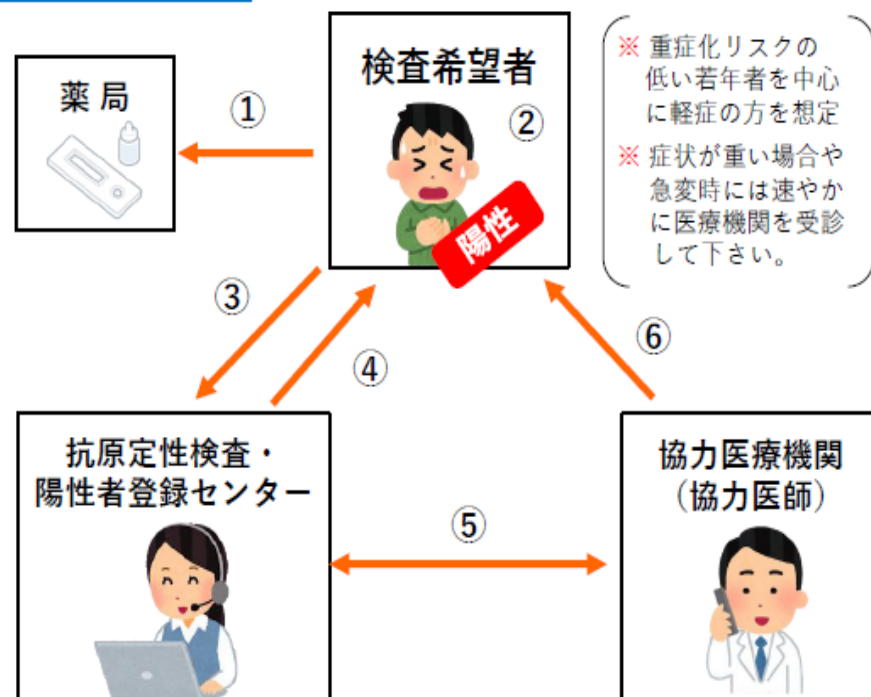 薬 局
①
検査希望者
②
陽性
※ 重症化リスクの
低い若年者を中心
に軽症の方を想定
※ 症状が重い場合や
急変時には速やか
に医療機関を受診
して下さい。
③
④
⑥
抗原定性検査・
陽性者登録センター
⑤
協力医療機関
（協力医師）